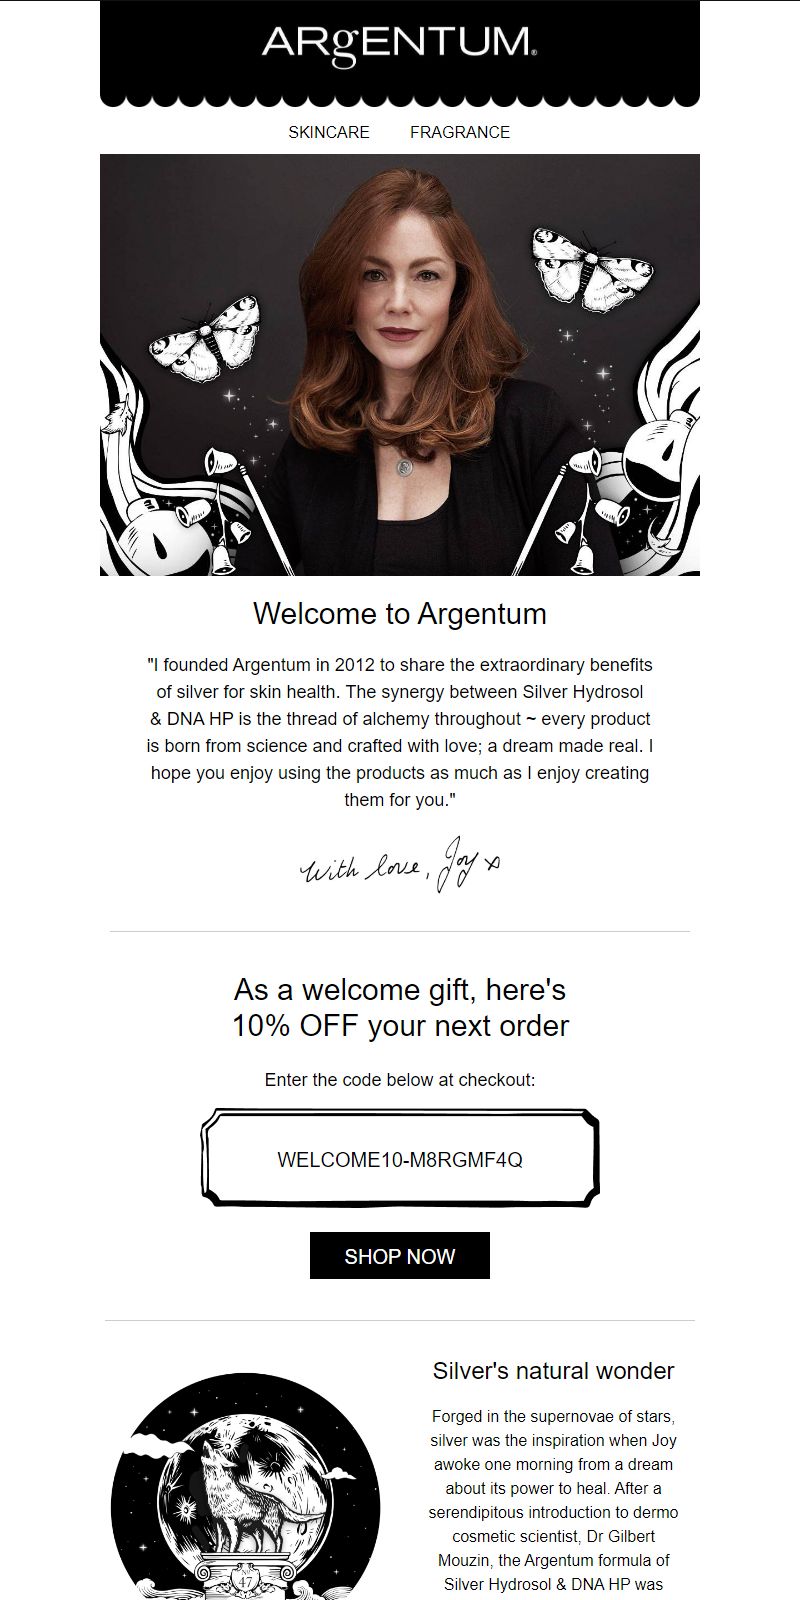 ARgENTUM®
SKINCARE FRAGRANCE
Welcome to Argentum
"I founded Argentum in 2012 to share the extraordinary benefits
of silver for skin health. The synergy between Silver Hydrosol
& DNA HP is the thread of alchemy throughout ~ every product
is born from science and crafted with love; a dream made real. I
hope you enjoy using the products as much as I enjoy creating
them for you."
With love, Joy x
As a welcome gift, here's
10% OFF your next order
Enter the code below at checkout:
WELCOME10-M8RGMF4Q
SHOP NOW
47
Silver's natural wonder
Forged in the supernovae of stars,
silver was the inspiration when Joy
awoke one morning from a dream
about its power to heal. After a
serendipitous introduction to dermo
cosmetic scientist, Dr Gilbert
Mouzin, the Argentum formula of
Silver Hydrosol & DNA HP was